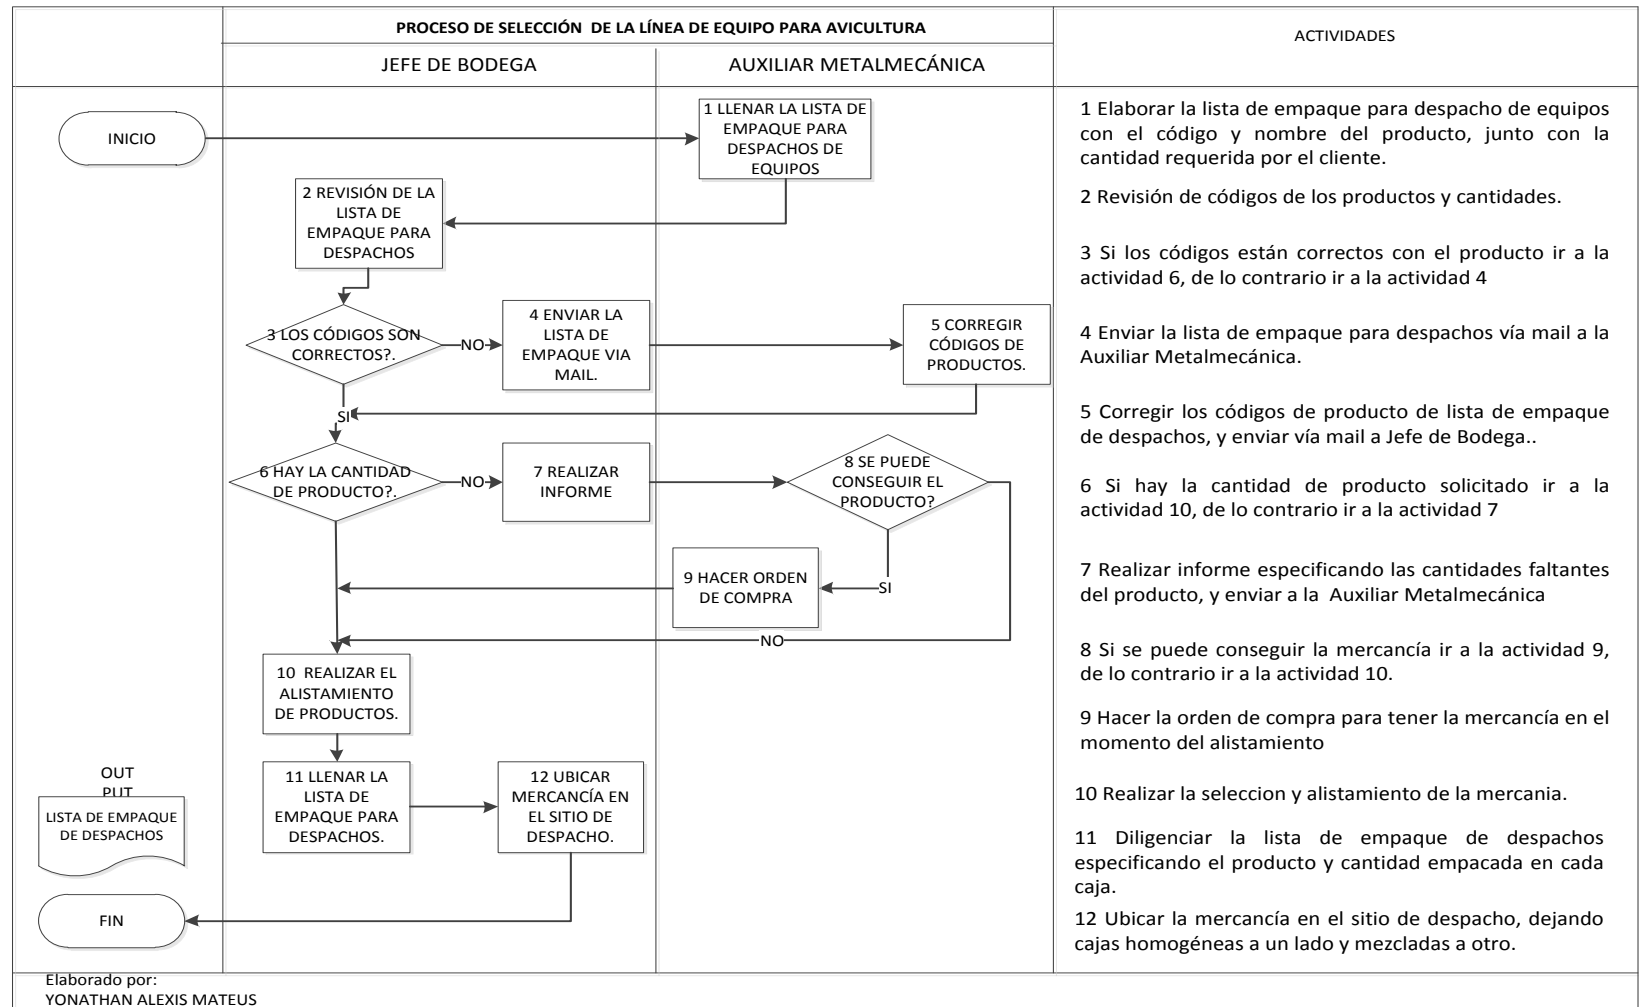 PROCESO DE SELECCIÓN DE LA LÍNEA DE EQUIPO PARA AVICULTURA
ACTIVIDADES
JEFE DE BODEGA
AUXILIAR METALMECÁNICA
INICIO
1 LLENAR LA LISTA DE
EMPAQUE PARA
DESPACHOS DE
EQUIPOS
2 REVISIÓN DE LA
LISTA DE
EMPAQUE PARA
DESPACHOS
3 LOS CÓDIGOS SON
CORRECTOS?.
NO
4 ENVIAR LA
LISTA DE
EMPAQUE VIA
MAIL.
5 CORREGIR
CÓDIGOS DE
PRODUCTOS.
SI
6 HAY LA CANTIDAD
DE PRODUCTO?.
NO
7 REALIZAR
INFORME
8 SE PUEDE
CONSEGUIR EL
PRODUCTO?
SI
9 HACER ORDEN
DE COMPRA
NO
10 REALIZAR EL
ALISTAMIENTO
DE PRODUCTOS.
11 LLENAR LA
LISTA DE
EMPAQUE PARA
DESPACHOS.
12 UBICAR
MERCANCÍA EN
EL SITIO DE
DESPACHO.
OUT
PUT
LISTA DE EMPAQUE
DE DESPACHOS
FIN
1 Elaborar la lista de empaque para despacho de equipos
con el código y nombre del producto, junto con la
cantidad requerida por el cliente.
2 Revisión de códigos de los productos y cantidades.
3 Si los códigos están correctos con el producto ir a la
actividad 6, de lo contrario ir a la actividad 4
4 Enviar la lista de empaque para despachos vía mail a la
Auxiliar Metalmecánica.
5 Corregir los códigos de producto de lista de empaque
de despachos, y enviar vía mail a Jefe de Bodega..
6 Si hay la cantidad de producto solicitado ir a la
actividad 10, de lo contrario ir a la actividad 7
7 Realizar informe especificando las cantidades faltantes
del producto, y enviar a la Auxiliar Metalmecánica
8 Si se puede conseguir la mercancía ir a la actividad 9,
de lo contrario ir a la actividad 10.
9 Hacer la orden de compra para tener la mercancía en el
momento del alistamiento
10 Realizar la seleccion y alistamiento de la mercania.
11 Diligenciar la lista de empaque de despachos
especificando el producto y cantidad empacada en cada
caja.
12 Ubicar la mercancía en el sitio de despacho, dejando
cajas homogéneas a un lado y mezcladas a otro.
Elaborado por:
YONATHAN ALEXIS MATEUS